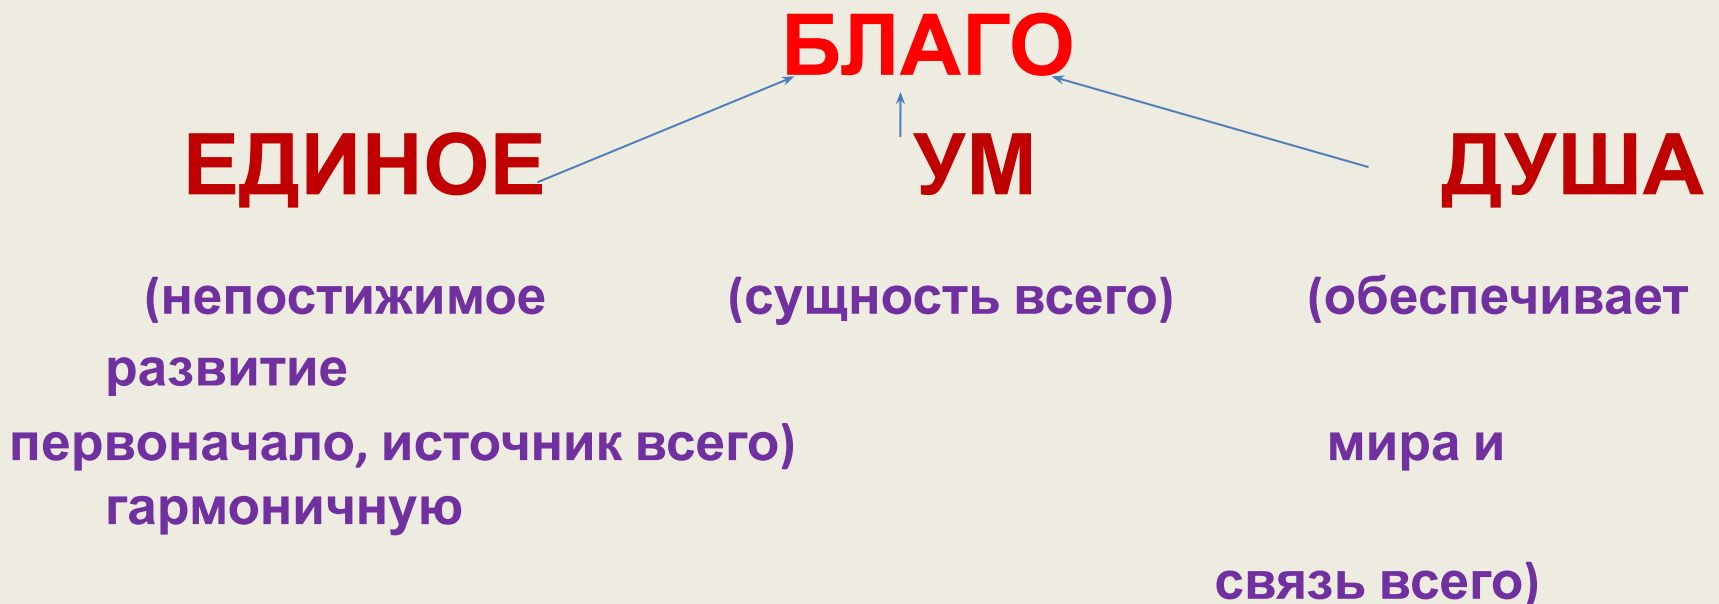 БЛАГО
ЕДИНОЕ УМ ДУША
(непостижимое (сущность всего) (обеспечивает
развитие
первоначало, источник всего) мира и
гармоничную
связь всего)